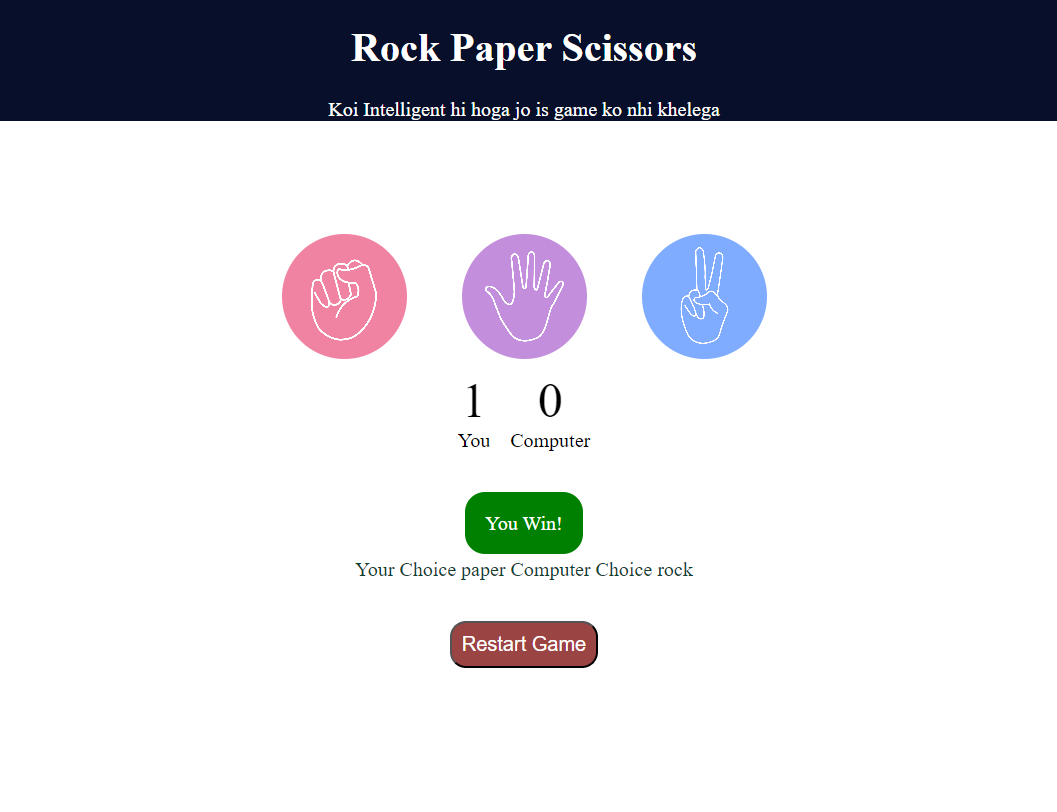 Rock Paper Scissors
Koi Intelligent hi hoga jo is game ko nhi khelega
1 0
You Computer
You Win!
Your Choice paper Computer Choice rock
Restart Game